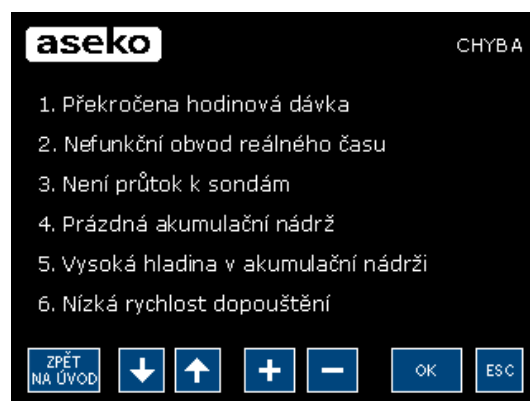 aseko
CHYBA
1. Překročena hodinová dávka
2. Nefunkční obvod reálného času
3. Není průtok k sondám
4. Prázdná akumulační nádrž
5. Vysoká hladina v akumulační nádrži
6. Nízká rychlost dopouštění
ZPĚT
NA ÚVOD
+
−
OK
ESC